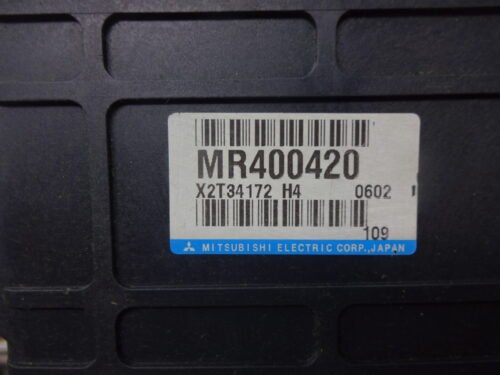 MR400420
X2T34172 H4 0602
109
MITSUBISHI ELECTRIC CORP.,JAPAN